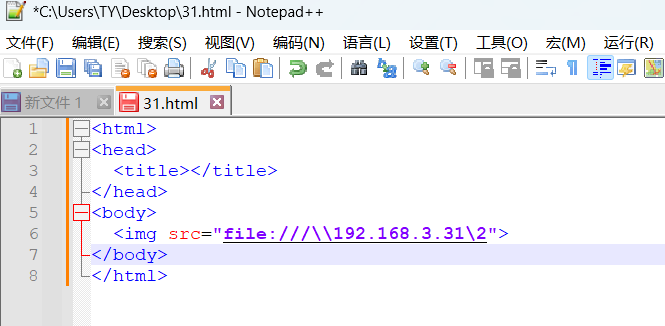 *C:\Users\TY\Desktop\31.html - Notepad++
文件(F) 编辑(E) 搜索(S) 视图(V) 编码(N) 语言(L) 设置(T) 工具(O) 宏(M) 运行(R)
新文件 1 31.html
1 <html>
2 <head>
3 <title></title>
4 </head>
5 <body>
6 <img src="file:///\\192.168.3.31\2">
7 </body>
8 </html>